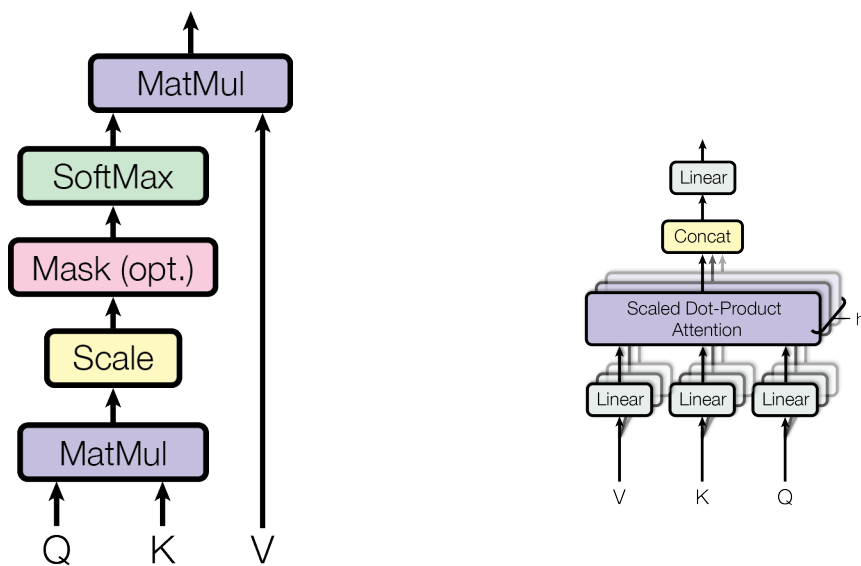 MatMul
SoftMax
Mask (opt.)
Scale
MatMul
Q K V
Linear
Concat
Scaled Dot-Product
Attention
h
Linear Linear Linear
V K Q